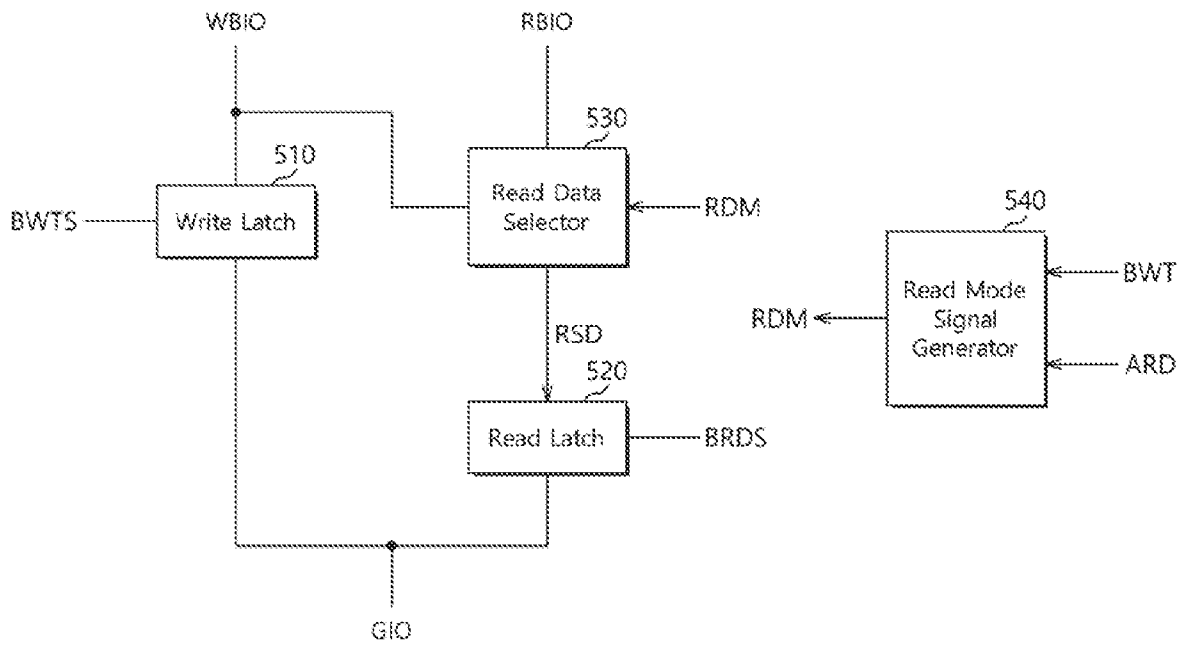 WBIO
RBIO
530
510
Read Data
Selector
RDM
BWTS
Write Latch
540
BWT
Read Mode
Signal
Generator
RDM
ARD
RSD
520
Read Latch
BRDS
GIO